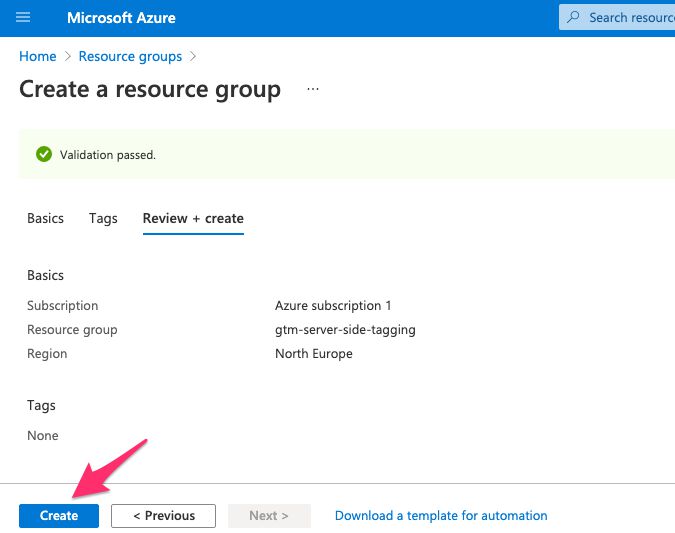 Microsoft Azure
Search resourc
Home > Resource groups >
Create a resource group ...
Validation passed.
Basics Tags Review + create
Basics
Subscription Azure subscription 1
Resource group gtm-server-side-tagging
Region North Europe
Tags
None
Create < Previous Next > Download a template for automation